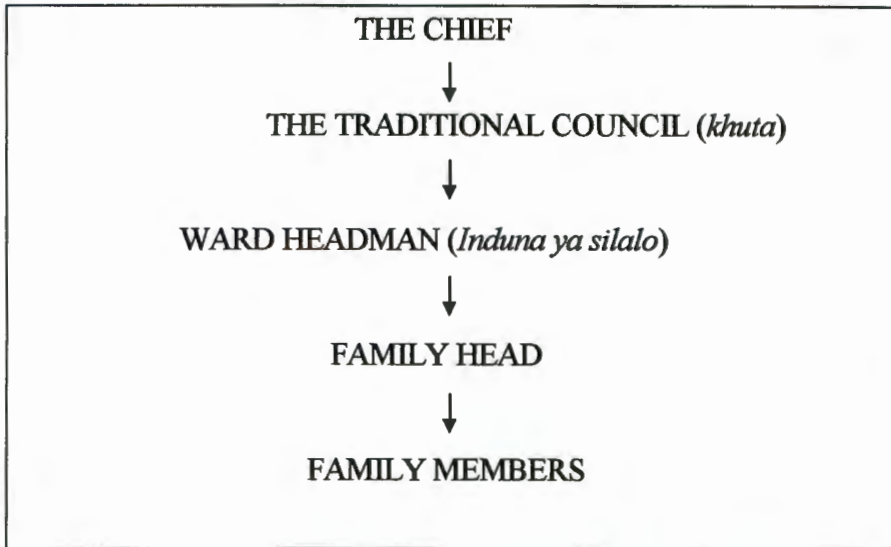 THE CHIEF
THE TRADITIONAL COUNCIL (khuta)
WARD HEADMAN (Induna ya silalo)
FAMILY HEAD
FAMILY MEMBERS